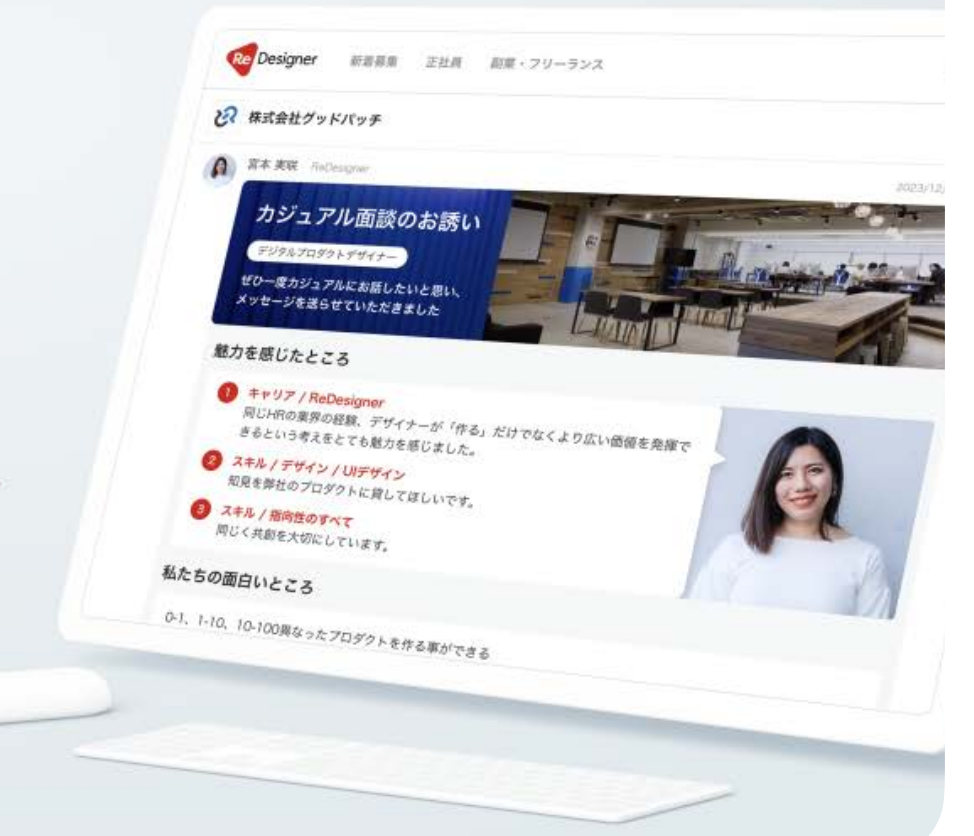 Re Designer 新着募集 正社員 副業・フリーランス
株式会社グッドパッチ
宮本 実咲 ReDesigner
2023/12/
カジュアル面談のお誘い
デジタルプロダクトデザイナー
ぜひ一度カジュアルにお話したいと思い、
メッセージを送らせていただきました
魅力を感じたところ
1 キャリア / ReDesigner
同じHRの業界の経験、デザイナーが「作る」だけでなくより広い価値を発揮で
きるという考えをとても魅力を感じました。
2 スキル / デザイン / UIデザイン
知見を弊社のプロダクトに貸してほしいです。
3 スキル / 指向性のすべて
同じく共創を大切にしています。
私たちの面白いところ
0-1、1-10、10-100異なったプロダクトを作る事ができる